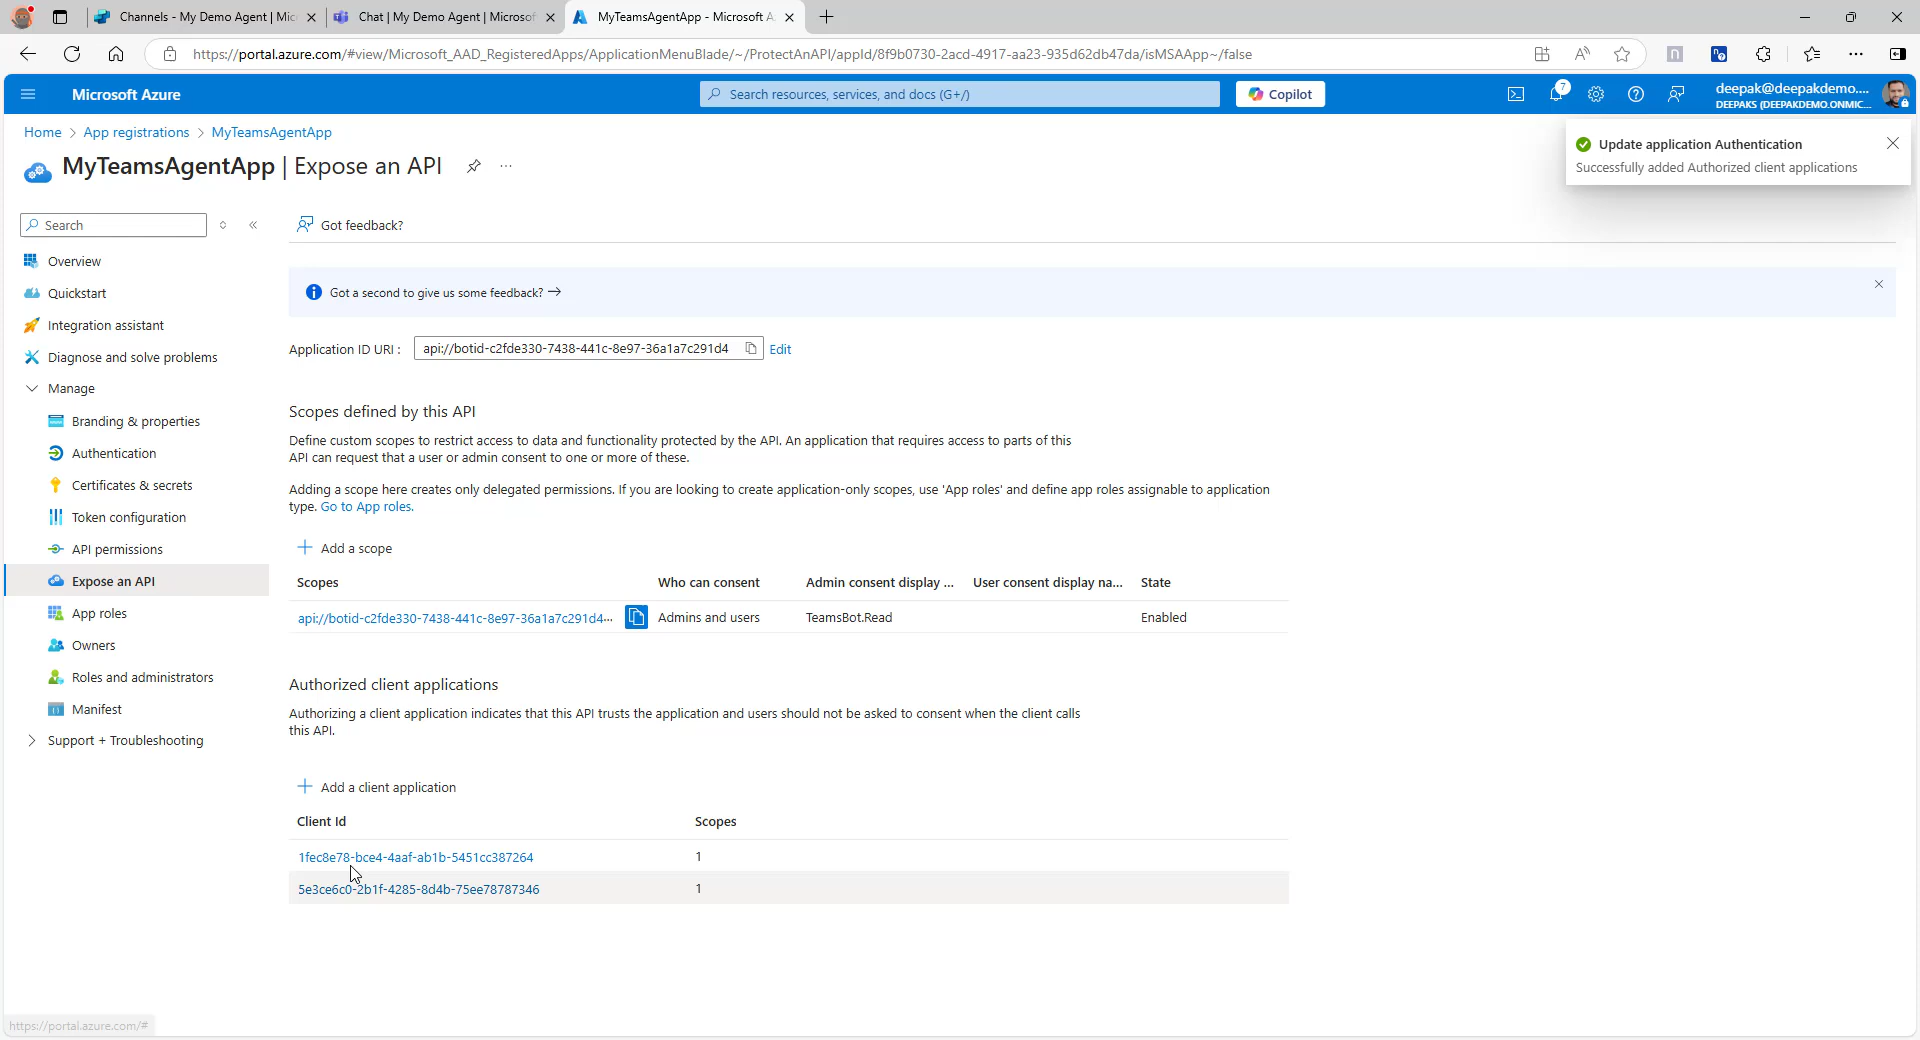 Channels - My Demo Agent | Mic
Chat | My Demo Agent | Microsof
MyTeamsAgentApp - Microsoft A
https://portal.azure.com/#view/Microsoft_AAD_RegisteredApps/ApplicationMenuBlade/~/ProtectAnAPI/appId/8f9b0730-2acd-4917-aa23-935d62db47da/isMSAApp~/false
Microsoft Azure
Search resources, services, and docs (G+/)
Copilot
7
deepak@deepakdemo....
DEEPAKS (DEEPAKDEMO.ONMIC...
Home > App registrations > MyTeamsAgentApp
MyTeamsAgentApp | Expose an API
...
Update application Authentication
Successfully added Authorized client applications
Search
Got feedback?
Overview
Quickstart
Integration assistant
Diagnose and solve problems
Manage
Branding & properties
Authentication
Certificates & secrets
Token configuration
API permissions
Expose an API
App roles
Owners
Roles and administrators
Manifest
Support + Troubleshooting
Got a second to give us some feedback? →
Application ID URI : api://botid-c2fde330-7438-441c-8e97-36a1a7c291d4 Edit
Scopes defined by this API
Define custom scopes to restrict access to data and functionality protected by the API. An application that requires access to parts of this
API can request that a user or admin consent to one or more of these.
Adding a scope here creates only delegated permissions. If you are looking to create application-only scopes, use 'App roles' and define app roles assignable to application
type. Go to App roles.
Add a scope
Scopes Who can consent Admin consent display ... User consent display na... State
api://botid-c2fde330-7438-441c-8e97-36a1a7c291d4... Admins and users TeamsBot.Read Enabled
Authorized client applications
Authorizing a client application indicates that this API trusts the application and users should not be asked to consent when the client calls
this API.
Add a client application
Client Id Scopes
1fec8e78-bce4-4aaf-ab1b-5451cc387264 1
5e3ce6c0-2b1f-4285-8d4b-75ee78787346 1
https://portal.azure.com/#